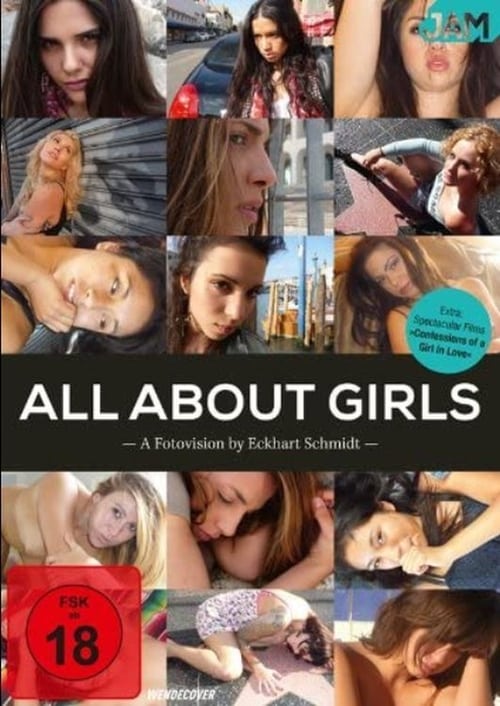 JAM
Extra:
Spectacular Films
»Confessions of a
Girl in Love«
ALL ABOUT GIRLS
— A Fotovision by Eckhart Schmidt —
FSK
ab
18
WENDECOVER